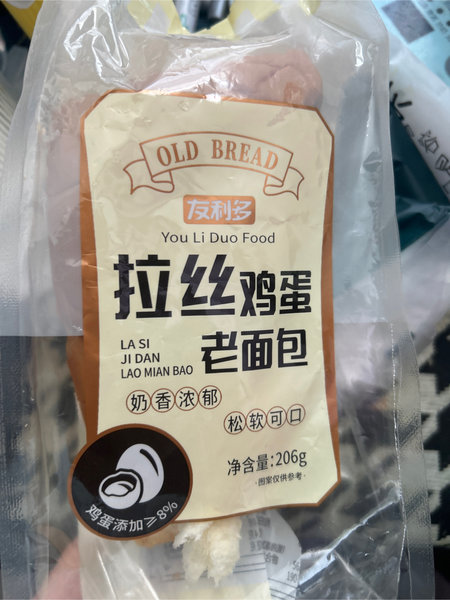 OLD BREAD
友利多
You Li Duo Food
拉丝鸡蛋
老面包
LA SI
JI DAN
LAO MIAN BAO
奶香浓郁
松软可口
净含量:206g
·图案仅供参考·
鸡蛋添加≥8%